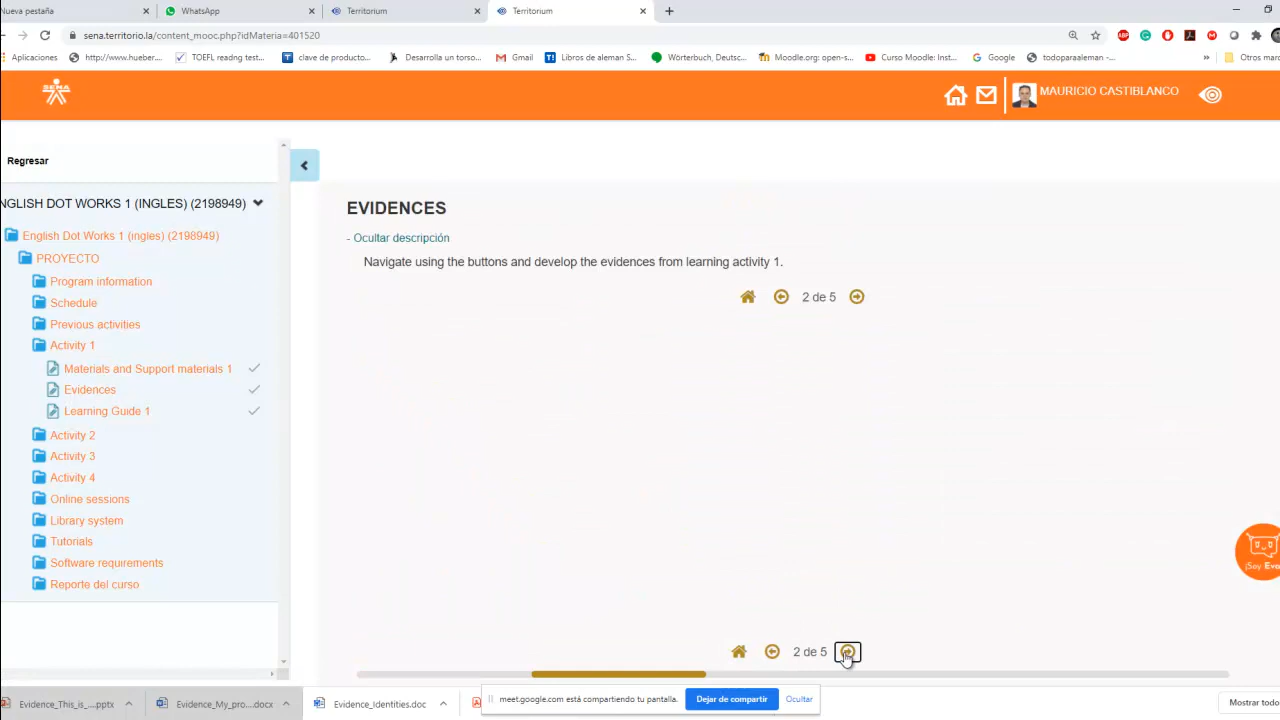 Nueva pestaña
WhatsApp
Territorium
Territorium
sena.territorio.la/content_mooc.php?idMateria=401520
Aplicaciones
http://www.hueber....
TOEFL readng test...
clave de producto...
Desarrolla un torso...
Gmail
Libros de aleman S...
Wörterbuch, Deutsc...
Moodle.org: open-s...
Curso Moodle: Inst...
Google
todoparaaleman -...
»
Otros mar
SENA
MAURICIO CASTIBLANCO
Regresar
NGLISH DOT WORKS 1 (INGLES) (2198949)
English Dot Works 1 (ingles) (2198949)
PROYECTO
Program information
Schedule
Previous activities
Activity 1
Materials and Support materials 1
Evidences
Learning Guide 1
Activity 2
Activity 3
Activity 4
Online sessions
Library system
Tutorials
Software requirements
Reporte del curso
EVIDENCES
- Ocultar descripción
Navigate using the buttons and develop the evidences from learning activity 1.
2 de 5
¡Soy Eva
2 de 5
Evidence_This_is_....pptx
Evidence_My_pro....docx
Evidence_Identities.doc
meet.google.com está compartiendo tu pantalla.
Dejar de compartir
Ocultar
Mostrar todo